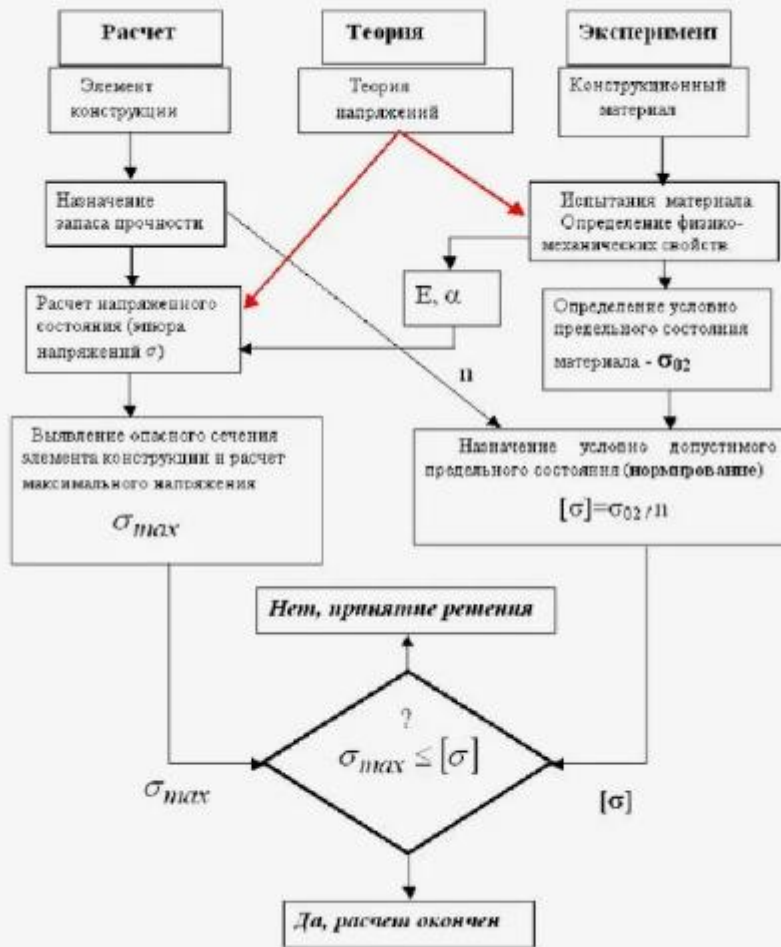 Расчет
Теория
Эксперимент
Элемент
конструкции
Теория
напряжений
Конструкционный
материал
Назначение
запаса прочности
Испытания материала
Определение физико-
механических свойств
E, α
Расчет напряженного
состояния (эпюра
напряжений σ)
Определение условно
предельного состояния
материала - σ02
n
Выявление опасного сечения
элемента конструкции и расчет
максимального напряжения
σmax
Назначение условно допустимого
предельного состояния (нормирование)
[σ]=σ02/n
Нет, принятие решения
?
σmax ≤ [σ]
σmax
[σ]
Да, расчет окончен